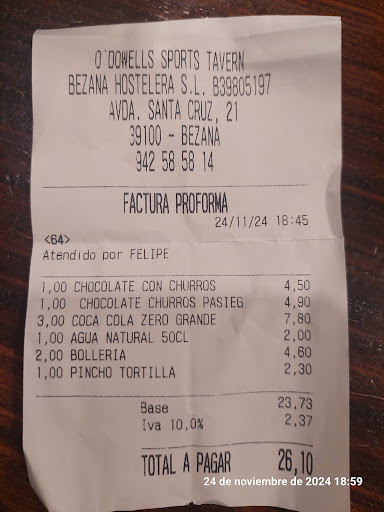 O'DOWELLS SPORTS TAVERN
BEZANA HOSTELERA S.L. B39805197
AVDA. SANTA CRUZ, 21
39100 - BEZANA
942 58 58 14
FACTURA PROFORMA
24/11/24 18:45
<64>
Atendido por FELIPE
1,00 CHOCOLATE CON CHURROS 4,50
1,00 CHOCOLATE CHURROS PASIEG 4,90
3,00 COCA COLA ZERO GRANDE 7,80
1,00 AGUA NATURAL 50CL 2,00
2,00 BOLLERIA 4,60
1,00 PINCHO TORTILLA 2,30
Base 23,73
Iva 10,0% 2,37
TOTAL A PAGAR 26,10
24 de noviembre de 2024 18:59